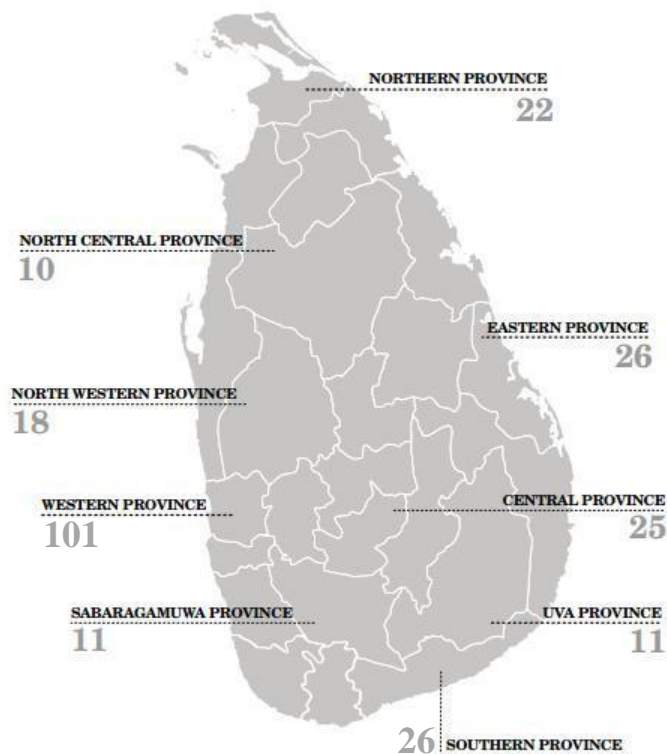 NORTHERN PROVINCE
22
NORTH CENTRAL PROVINCE
10
EASTERN PROVINCE
26
NORTH WESTERN PROVINCE
18
WESTERN PROVINCE
101
CENTRAL PROVINCE
25
SABARAGAMUWA PROVINCE
11
UVA PROVINCE
11
26 SOUTHERN PROVINCE